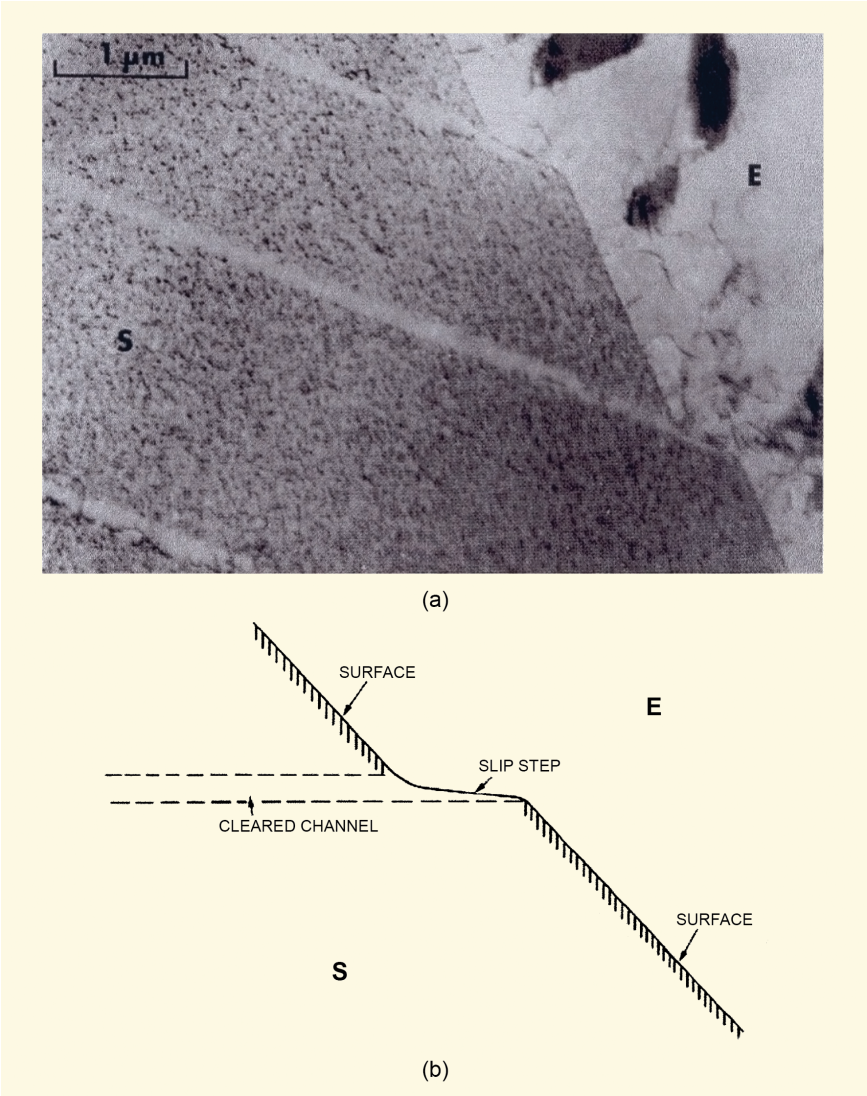 1 μm
E
S
(a)
SURFACE
E
SLIP STEP
CLEARED CHANNEL
SURFACE
S
(b)